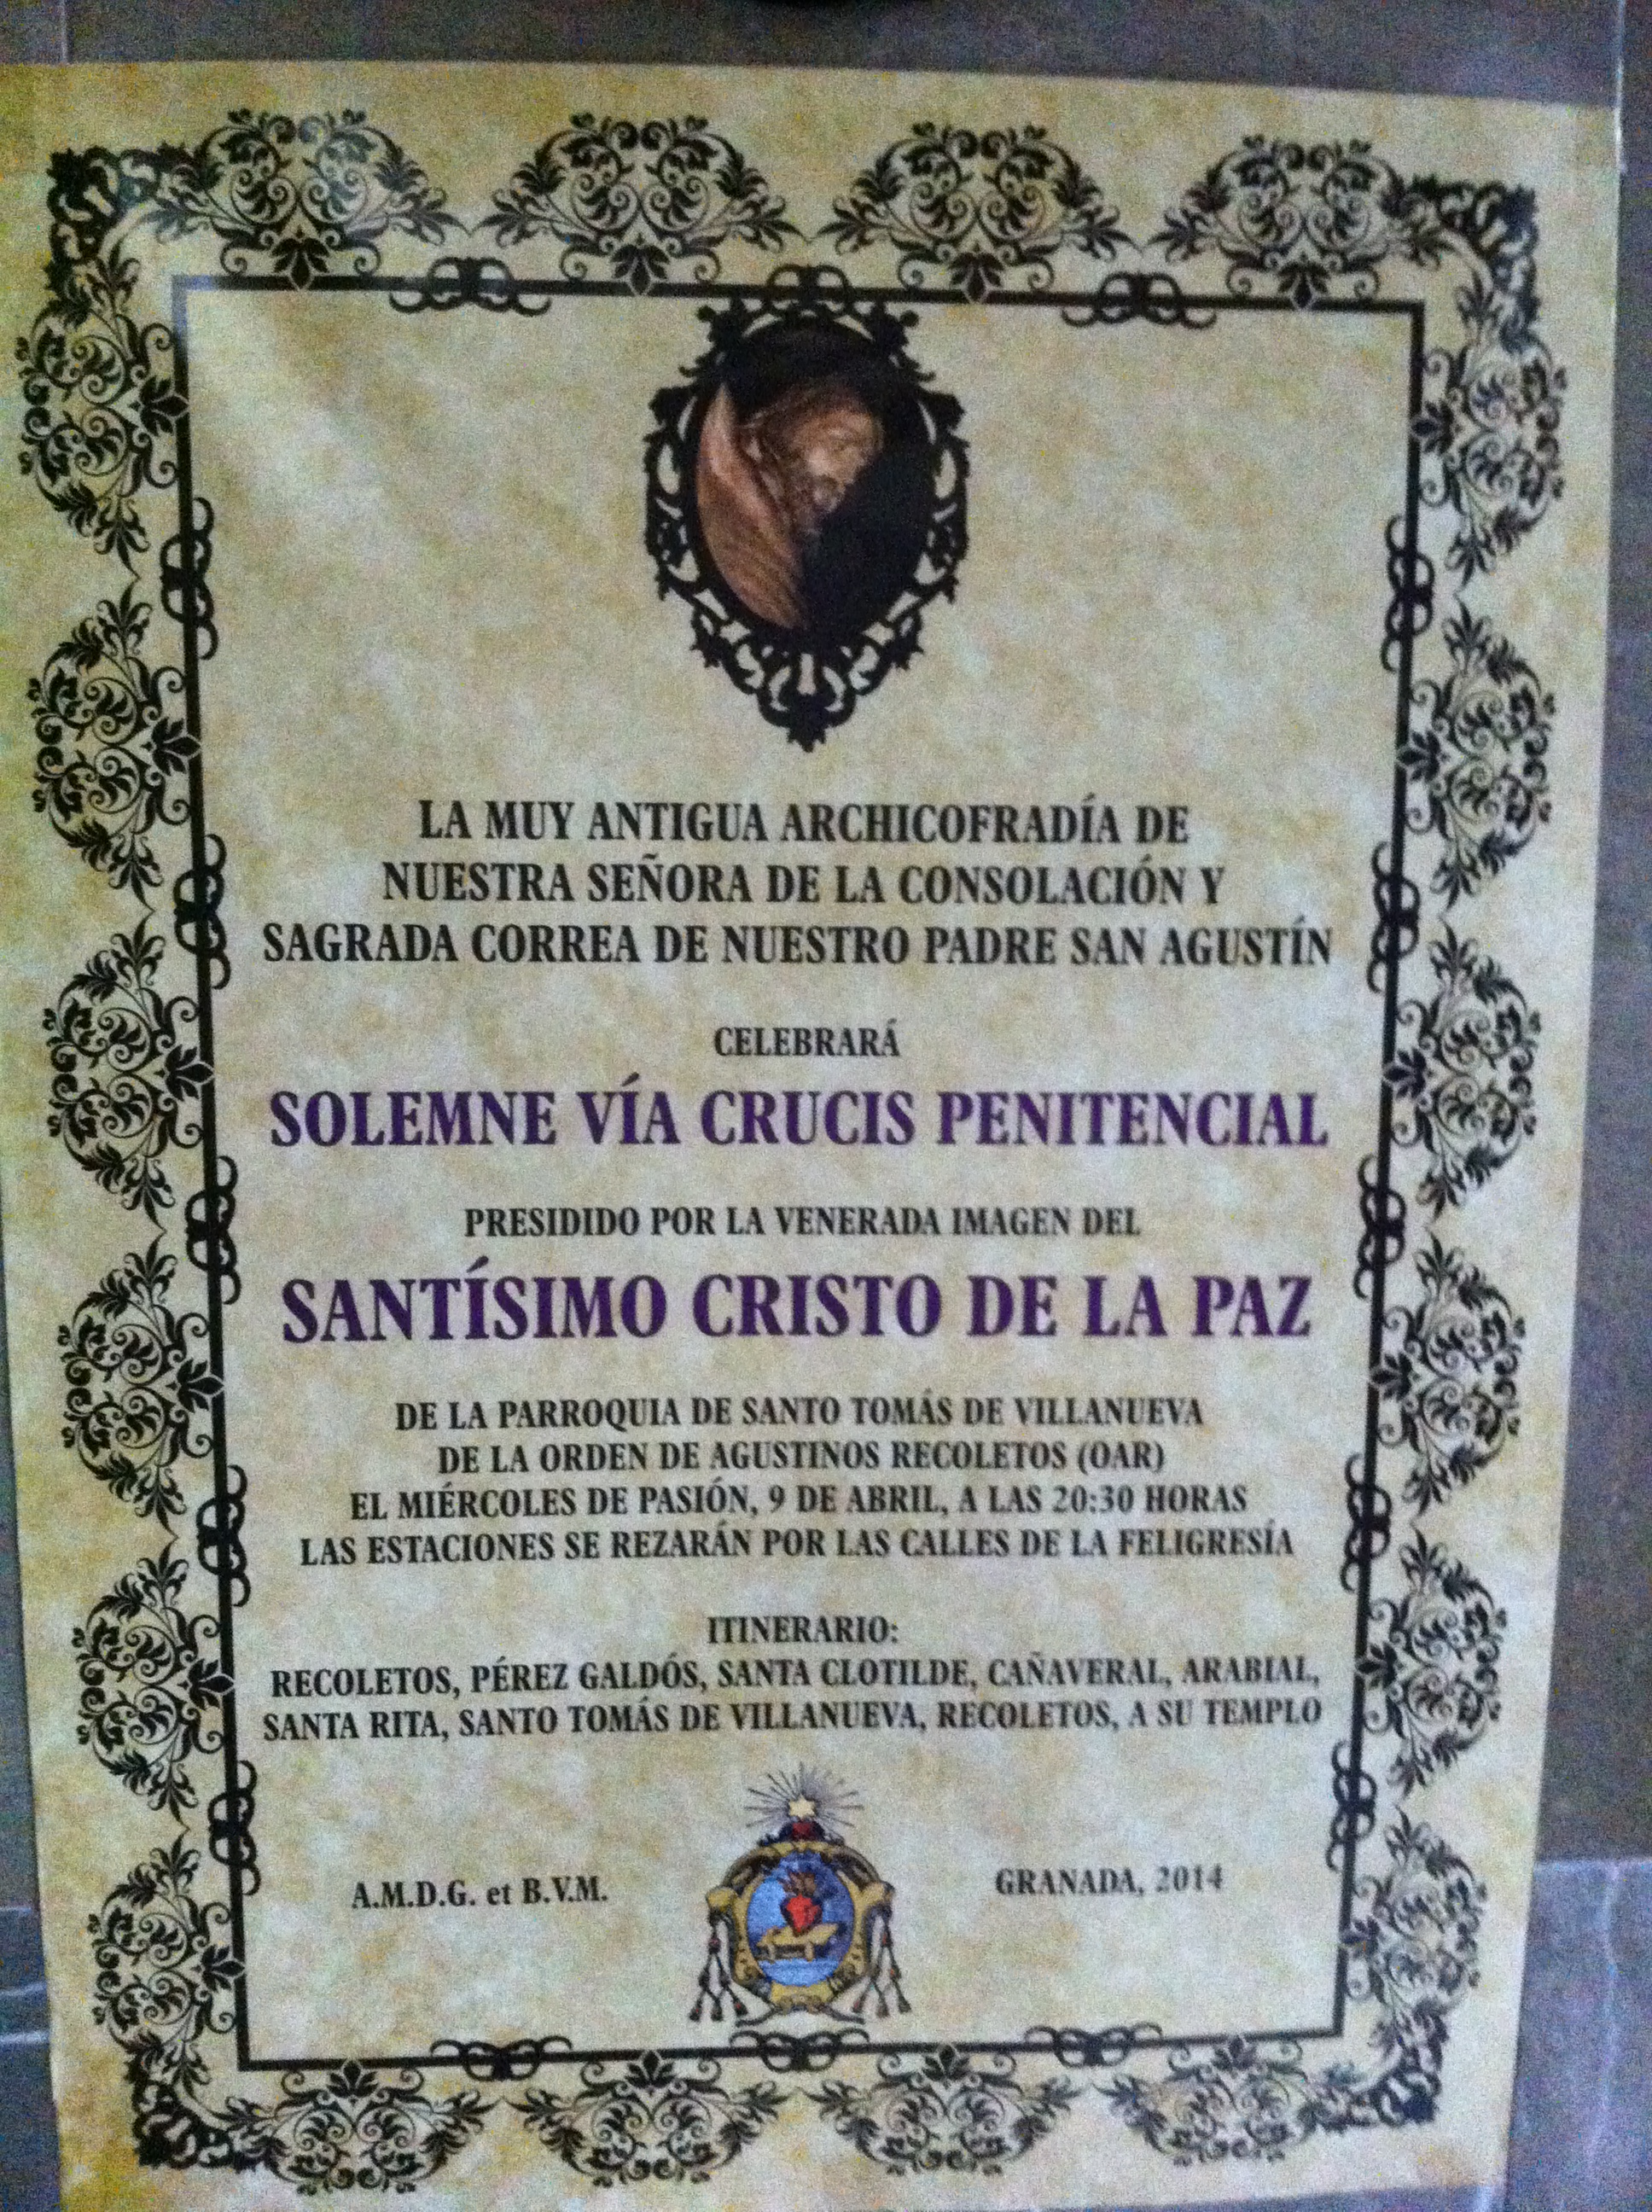 LA MUY ANTIGUA ARCHICOFRADÍA DE
NUESTRA SEÑORA DE LA CONSOLACIÓN Y
SAGRADA CORREA DE NUESTRO PADRE SAN AGUSTÍN
CELEBRARÁ
SOLEMNE VÍA CRUCIS PENITENCIAL
PRESIDIDO POR LA VENERADA IMAGEN DEL
SANTÍSIMO CRISTO DE LA PAZ
DE LA PARROQUIA DE SANTO TOMÁS DE VILLANUEVA
DE LA ORDEN DE AGUSTINOS RECOLETOS (OAR)
EL MIÉRCOLES DE PASIÓN, 9 DE ABRIL, A LAS 20:30 HORAS
LAS ESTACIONES SE REZARÁN POR LAS CALLES DE LA FELIGRESÍA
ITINERARIO:
RECOLETOS, PÉREZ GALDÓS, SANTA CLOTILDE, CAÑAVERAL, ARABIAL,
SANTA RITA, SANTO TOMÁS DE VILLANUEVA, RECOLETOS, A SU TEMPLO
A.M.D.G. et B.V.M.
GRANADA, 2014